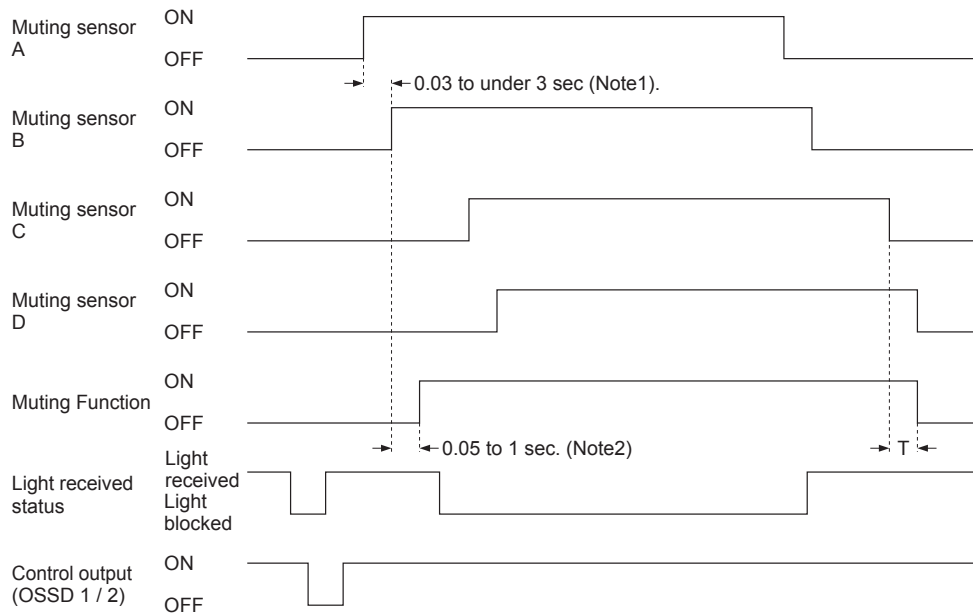 Muting sensor
A
ON
OFF
0.03 to under 3 sec (Note1).
Muting sensor
B
ON
OFF
Muting sensor
C
ON
OFF
Muting sensor
D
ON
OFF
Muting Function
ON
OFF
0.05 to 1 sec. (Note2)
T
Light received
status
Light
received
Light
blocked
Control output
(OSSD 1 / 2)
ON
OFF